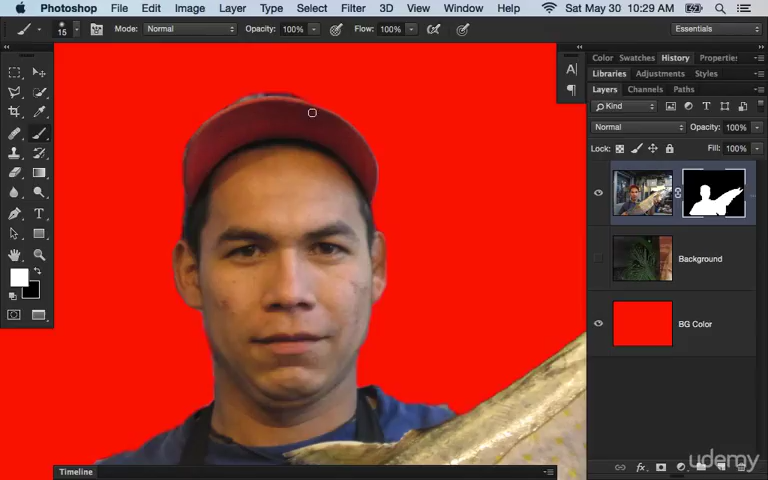 Photoshop File Edit Image Layer Type Select Filter 3D View Window Help Sat May 30 10:29 AM
15 Mode: Normal Opacity: 100% Flow: 100% Essentials
Color Swatches History Properties
Libraries Adjustments Styles
Layers Channels Paths
Kind
Normal Opacity: 100%
Lock: Fill: 100%
Background
BG Color
Timeline
fx
udemy